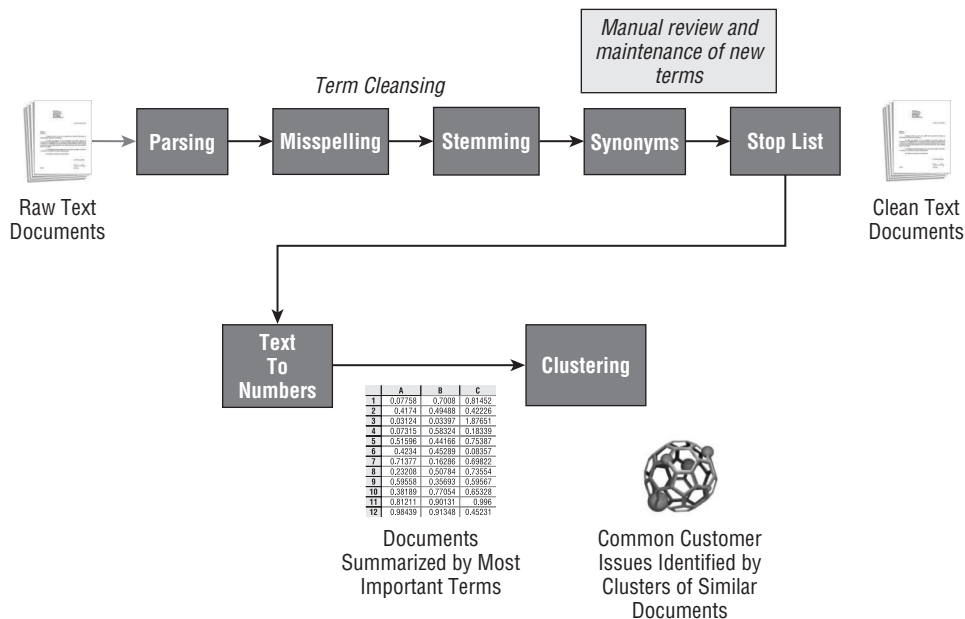 Manual review and
maintenance of new
terms
Term Cleansing
Parsing
Misspelling
Stemming
Synonyms
Stop List
Raw Text
Documents
Clean Text
Documents
Text
To
Numbers
Clustering
A B C
1 0.07758 0.7008 0.81452
2 0.4174 0.49488 0.42226
3 0.03124 0.03397 1.87651
4 0.07315 0.58324 0.18339
5 0.51596 0.44166 0.75387
6 0.4234 0.45289 0.08357
7 0.71377 0.16286 0.69822
8 0.23208 0.50784 0.73554
9 0.59558 0.35693 0.59567
10 0.38189 0.77054 0.65328
11 0.81211 0.90131 0.996
12 0.98439 0.91348 0.45231
Documents
Summarized by Most
Important Terms
Common Customer
Issues Identified by
Clusters of Similar
Documents